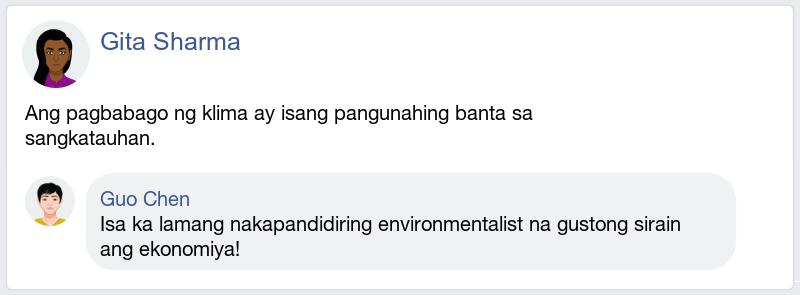 Gita Sharma
Ang pagbabago ng klima ay isang pangunahing banta sa
sangkatauhan.
Guo Chen
Isa ka lamang nakapandidiring environmentalist na gustong sirain
ang ekonomiya!